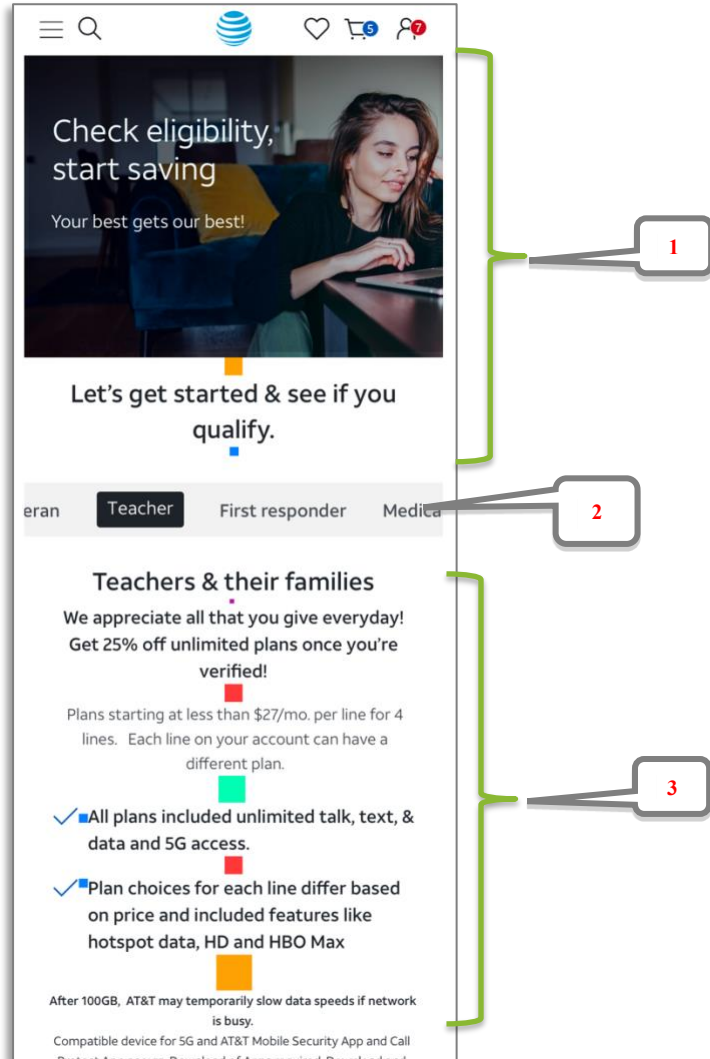 5
7
Check eligibility,
start saving
Your best gets our best!
1
Let's get started & see if you
qualify.
eran Teacher First responder Medica
2
Teachers & their families
We appreciate all that you give everyday!
Get 25% off unlimited plans once you're
verified!
Plans starting at less than $27/mo. per line for 4
lines. Each line on your account can have a
different plan.
3
All plans included unlimited talk, text, &
data and 5G access.
Plan choices for each line differ based
on price and included features like
hotspot data, HD and HBO Max
After 100GB, AT&T may temporarily slow data speeds if network
is busy.
Compatible device for 5G and AT&T Mobile Security App and Call